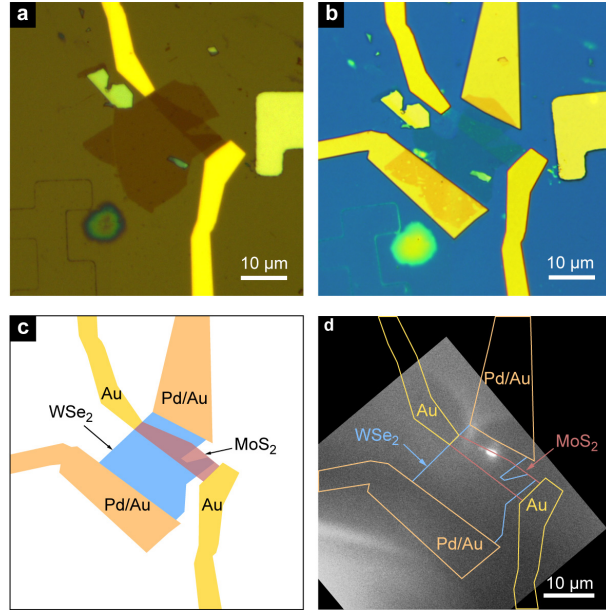 a
10 µm
b
10 µm
c
Au
Pd/Au
WSe₂
MoS₂
Pd/Au
Au
d
Pd/Au
Au
WSe₂
MoS₂
Au
Pd/Au
10 µm